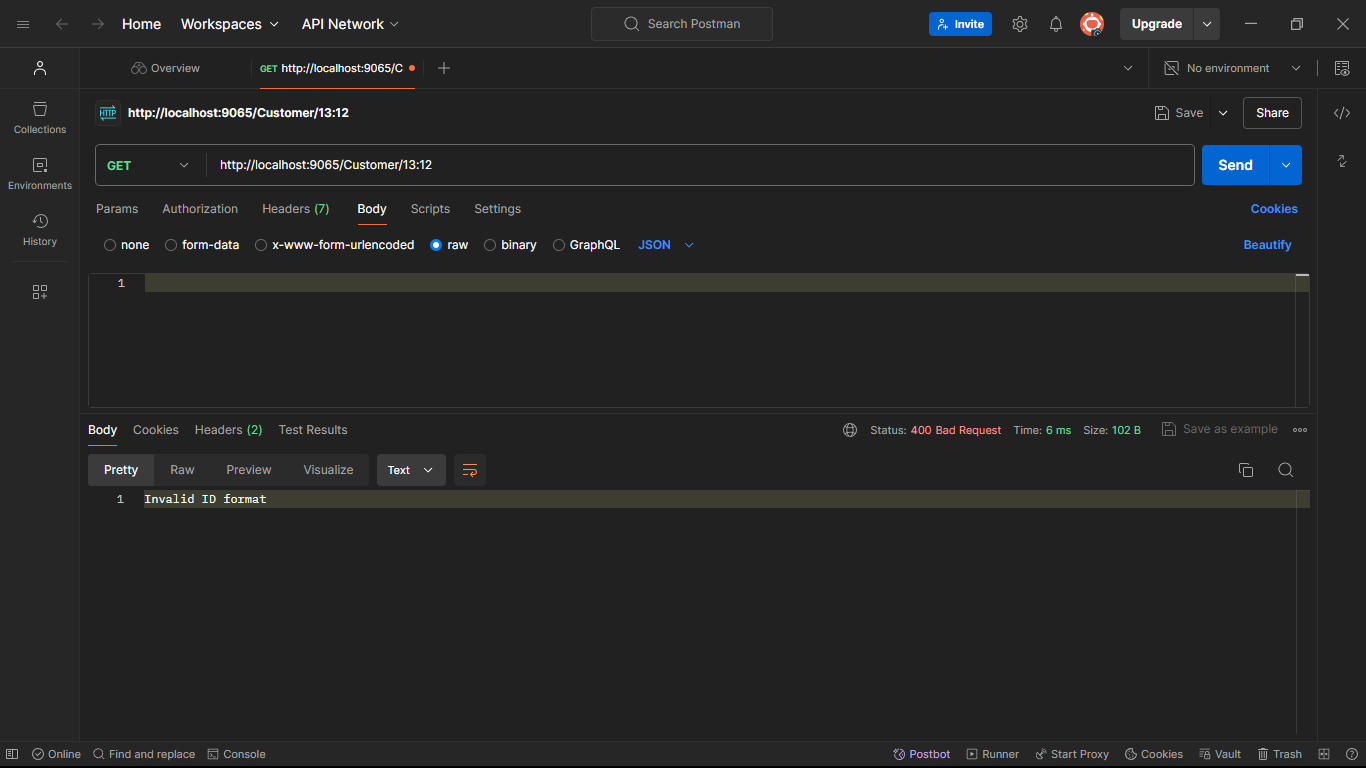 Home Workspaces API Network Search Postman Invite Upgrade
Overview GET http://localhost:9065/C No environment
HTTP http://localhost:9065/Customer/13:12 Save Share
Collections
GET http://localhost:9065/Customer/13:12 Send
Environments
Params Authorization Headers (7) Body Scripts Settings Cookies
History
none form-data x-www-form-urlencoded raw binary GraphQL JSON Beautify
1
Body Cookies Headers (2) Test Results Status: 400 Bad Request Time: 6 ms Size: 102 B Save as example
Pretty Raw Preview Visualize Text
1 Invalid ID format
Online Find and replace Console Postbot Runner Start Proxy Cookies Vault Trash